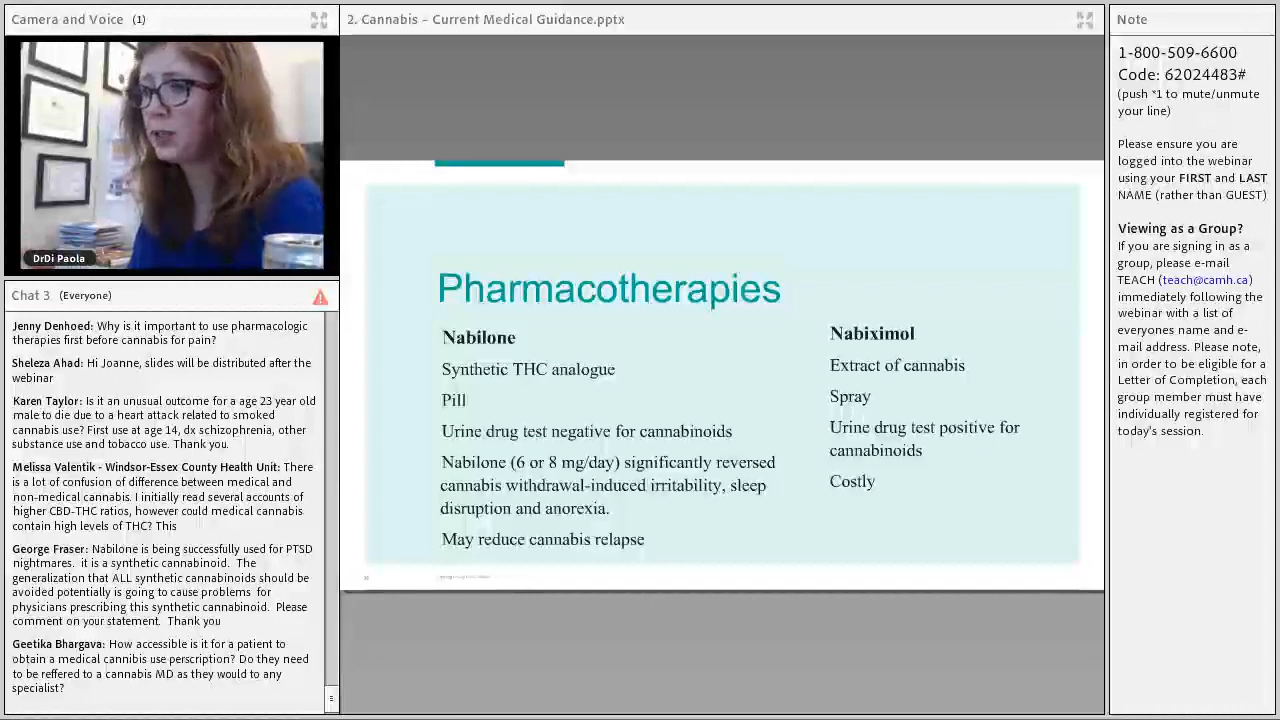 Camera and Voice (1)
DrDi Paola
Chat 3 (Everyone)
Jenny Denhoed: Why is it important to use pharmacologic
therapies first before cannabis for pain?
Sheleza Ahad: Hi Joanne, slides will be distributed after the
webinar
Karen Taylor: Is it an unusual outcome for a age 23 year old
male to die due to a heart attack related to smoked
cannabis use? First use at age 14, dx schizophrenia, other
substance use and tobacco use. Thank you.
Melissa Valentik - Windsor-Essex County Health Unit: There
is a lot of confusion of difference between medical and
non-medical cannabis. I initially read several accounts of
higher CBD-THC ratios, however could medical cannabis
contain high levels of THC? This
George Fraser: Nabilone is being successfully used for PTSD
nightmares. it is a synthetic cannabinoid. The
generalization that ALL synthetic cannabinoids should be
avoided potentially is going to cause problems for
physicians prescribing this synthetic cannabinoid. Please
comment on your statement. Thank you
Geetika Bhargava: How accessible is it for a patient to
obtain a medical cannibis use perscription? Do they need
to be reffered to a cannabis MD as they would to any
specialist?
2. Cannabis – Current Medical Guidance.pptx
Pharmacotherapies
Nabilone
Synthetic THC analogue
Pill
Urine drug test negative for cannabinoids
Nabilone (6 or 8 mg/day) significantly reversed
cannabis withdrawal-induced irritability, sleep
disruption and anorexia.
May reduce cannabis relapse
Nabiximol
Extract of cannabis
Spray
Urine drug test positive for
cannabinoids
Costly
Note
1-800-509-6600
Code: 62024483#
(push *1 to mute/unmute
your line)
Please ensure you are
logged into the webinar
using your FIRST and LAST
NAME (rather than GUEST)
Viewing as a Group?
If you are signing in as a
group, please e-mail
TEACH (teach@camh.ca)
immediately following the
webinar with a list of
everyones name and e-
mail address. Please note,
in order to be eligible for a
Letter of Completion, each
group member must have
individually registered for
today's session.